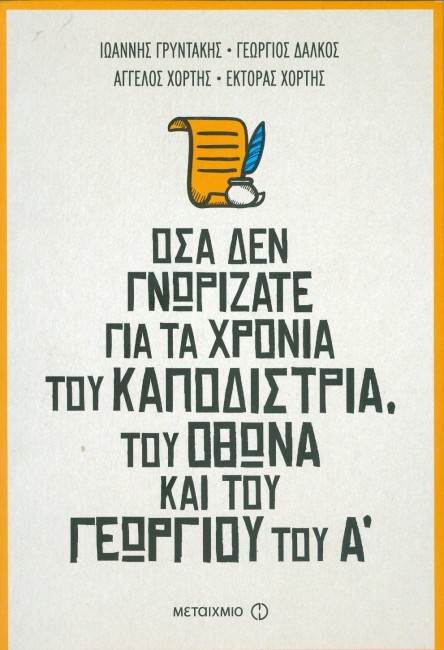 ΙΩΑΝΝΗΣ ΓΡΥΝΤΑΚΗΣ • ΓΕΩΡΓΙΟΣ ΔΑΛΚΟΣ
ΑΓΓΕΛΟΣ ΧΟΡΤΗΣ • ΕΚΤΟΡΑΣ ΧΟΡΤΗΣ
ΟΣΑ ΔΕΝ
ΓΝΩΡΙΖΑΤΕ
ΓΙΑ ΤΑ ΧΡΟΝΙΑ
ΤΟΥ ΚΑΠΟΔΙΣΤΡΙΑ,
ΤΟΥ ΟΘΩΝΑ
ΚΑΙ ΤΟΥ
ΓΕΩΡΓΙΟΥ ΤΟΥ Α'
ΜΕΤΑΙΧΜΙΟ